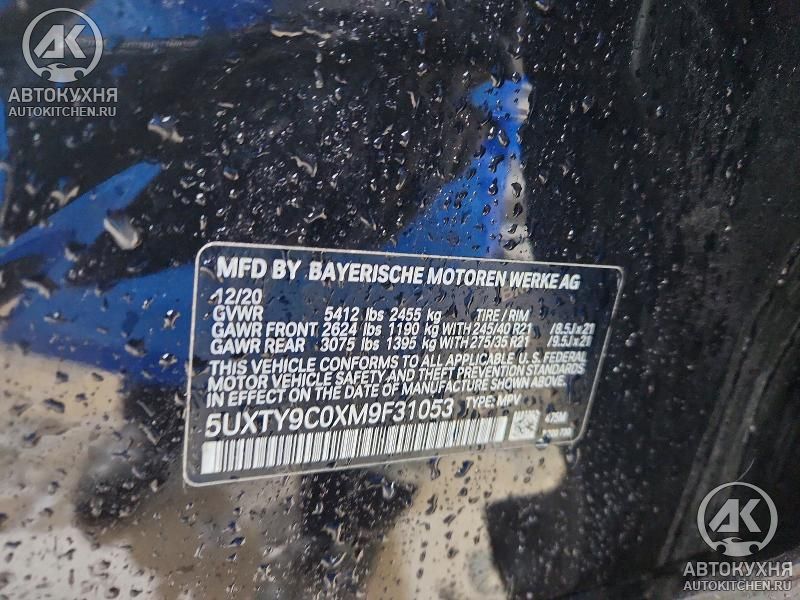 АК
АВТОКУХНЯ
AUTOKITCHEN.RU
MFD BY BAYERISCHE MOTOREN WERKE AG
12/20
GVWR 5412 lbs 2455 kg TIRE / RIM
GAWR FRONT 2624 lbs 1190 kg WITH 245/40 R21 /8.5Jx21
GAWR REAR 3075 lbs 1395 kg WITH 275/35 R21 /9.5Jx21
THIS VEHICLE CONFORMS TO ALL APPLICABLE U.S. FEDERAL
MOTOR VEHICLE SAFETY AND THEFT PREVENTION STANDARDS
IN EFFECT ON THE DATE OF MANUFACTURE SHOWN ABOVE.
5UXTY9C0XM9F31053 TYPE: MPV
АК
АВТОКУХНЯ
AUTOKITCHEN.RU